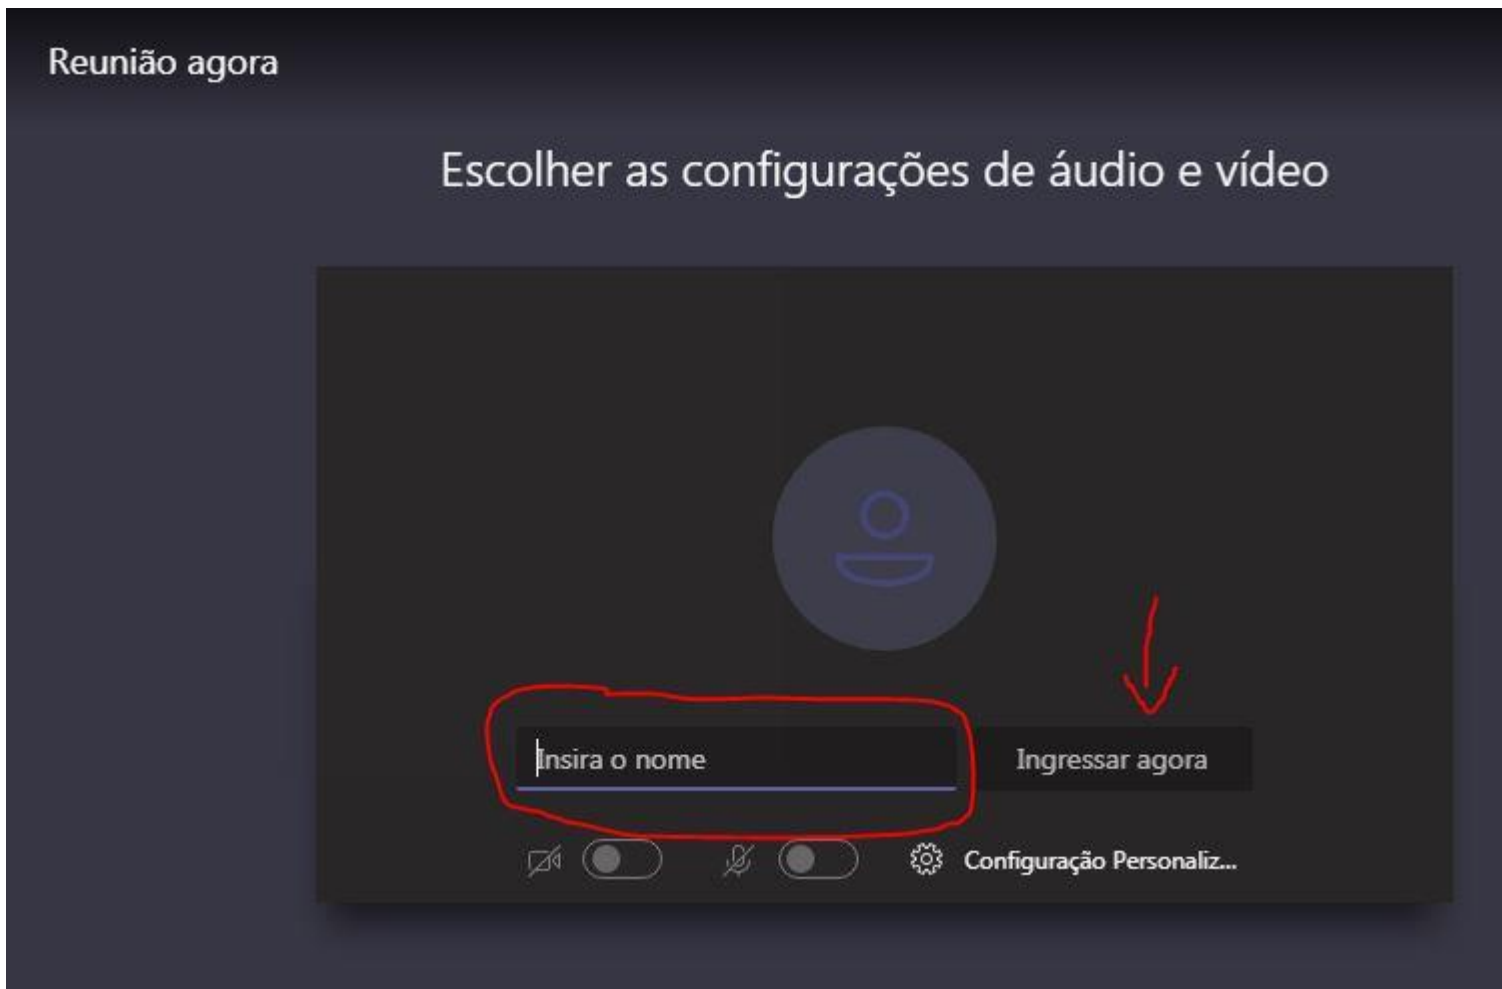 Reunião agora
Escolher as configurações de áudio e vídeo
Insira o nome
Ingressar agora
Configuração Personaliz...